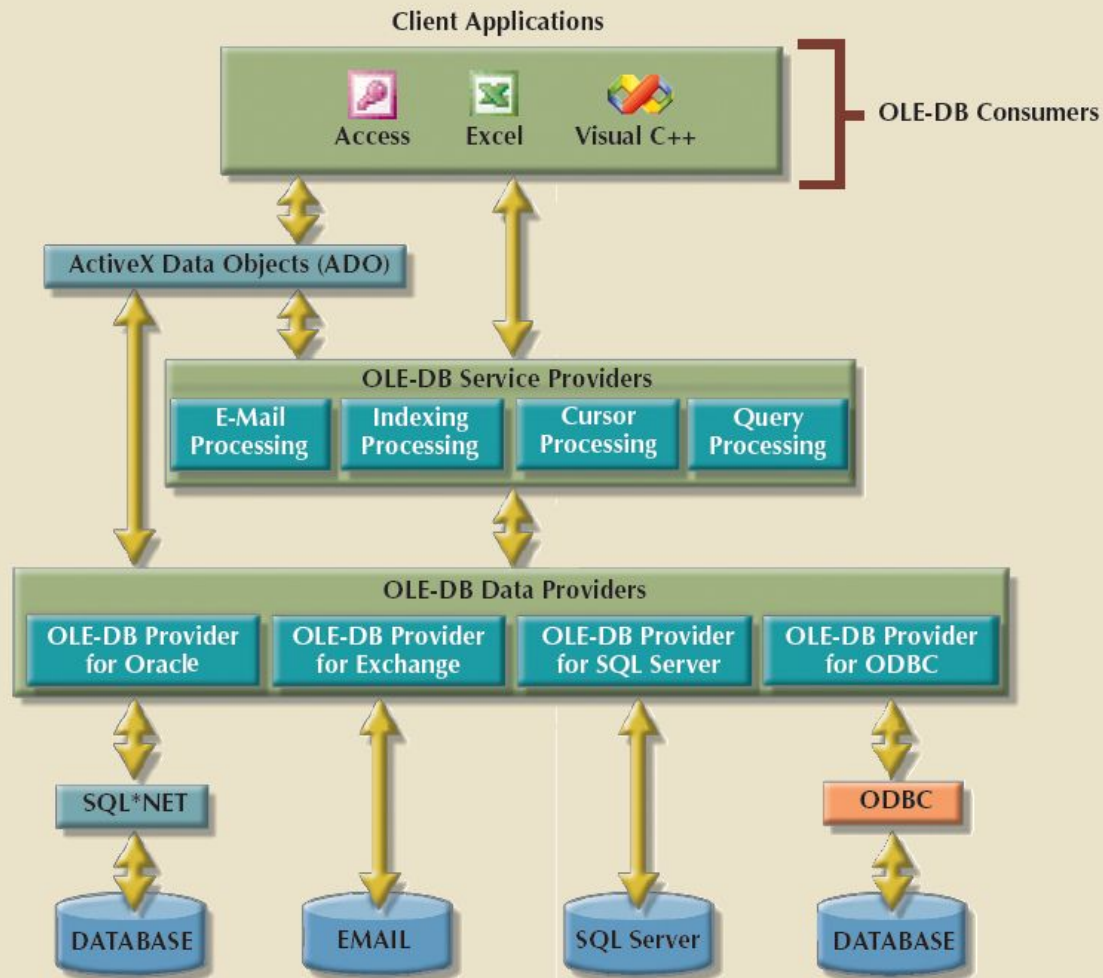 Client Applications
Access
Excel
Visual C++
OLE-DB Consumers
ActiveX Data Objects (ADO)
OLE-DB Service Providers
E-Mail
Processing
Indexing
Processing
Cursor
Processing
Query
Processing
OLE-DB Data Providers
OLE-DB Provider
for Oracle
OLE-DB Provider
for Exchange
OLE-DB Provider
for SQL Server
OLE-DB Provider
for ODBC
SQL*NET
ODBC
DATABASE
EMAIL
SQL Server
DATABASE